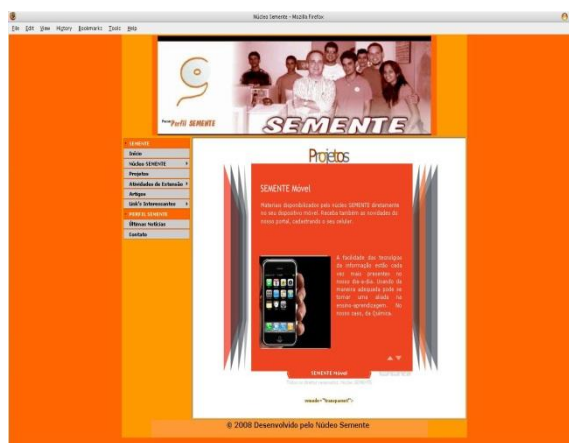 Núcleo Semente - Mozilla Firefox
File Edit View History Bookmarks Tools Help
Perfil SEMENTE
SEMENTE
SEMENTE
Início
Núcleo SEMENTE
Projetos
Atividades de Extensão
Artigos
Link's Interessantes
PERFIL SEMENTE
Últimas Notícias
Contato
Projetos
SEMENTE Móvel
Materiais disponibilizados pelo núcleo SEMENTE diretamente
no seu dispositivo móvel. Receba também as novidades do
nosso portal, cadastrando o seu celular.
A facilidade das tecnolgias
da informação estão cada
vez mais presentes no
nosso dia-a-dia. Usando de
maneira adequada pode se
tornar uma aliada na
ensino-aprendizagem. No
nosso caso, da Química.
SEMENTE Móvel
wmode="transparent">
© 2008 Desenvolvido pelo Núdeo Semente